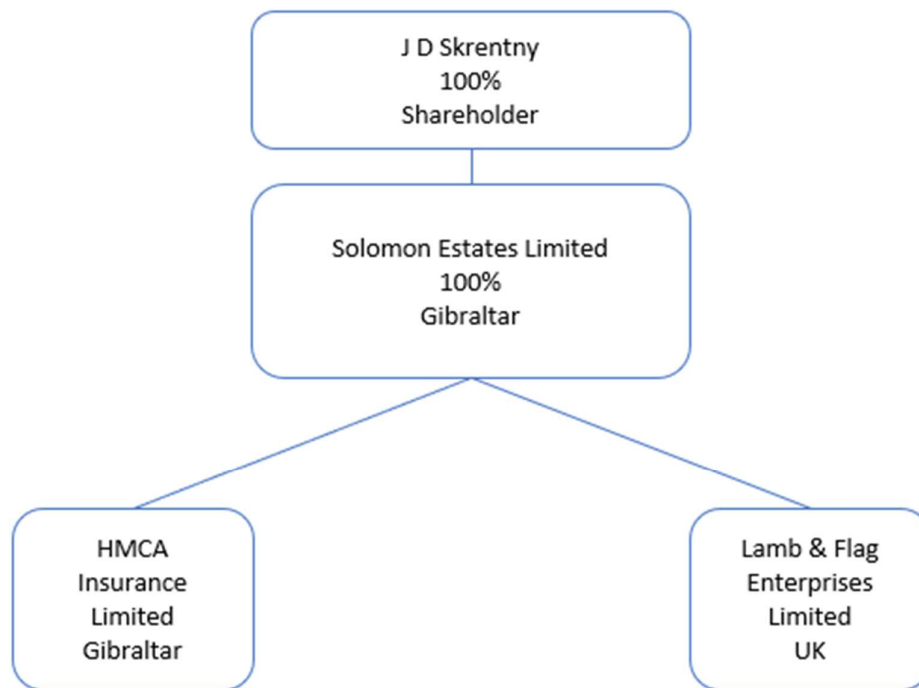 J D Skrentny
100%
Shareholder
Solomon Estates Limited
100%
Gibraltar
HMCA
Insurance
Limited
Gibraltar
Lamb & Flag
Enterprises
Limited
UK